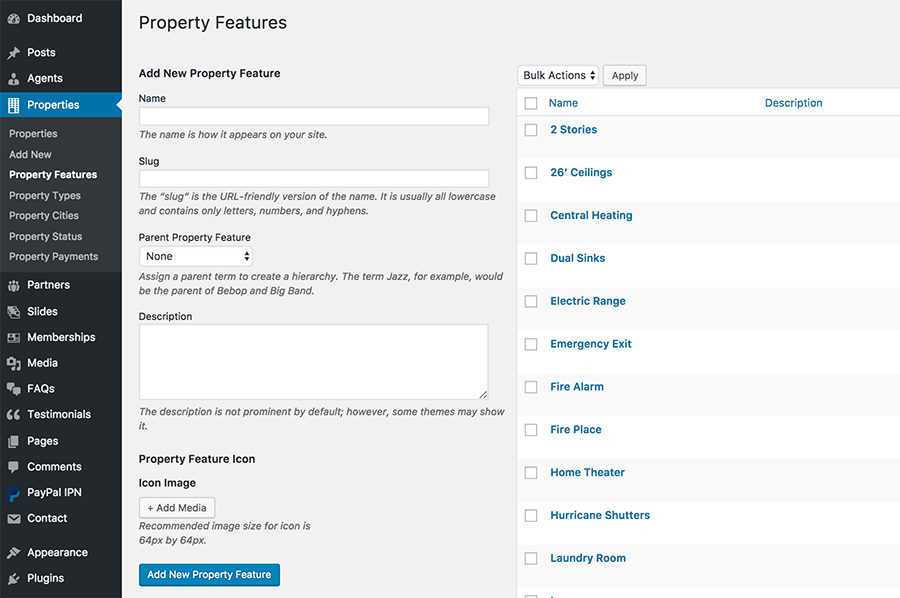 Dashboard
Posts
Agents
Properties
Properties
Add New
Property Features
Property Types
Property Cities
Property Status
Property Payments
Partners
Slides
Memberships
Media
FAQs
Testimonials
Pages
Comments
PayPal IPN
Contact
Appearance
Plugins
Property Features
Add New Property Feature
Name
The name is how it appears on your site.
Slug
The “slug” is the URL-friendly version of the name. It is usually all lowercase
and contains only letters, numbers, and hyphens.
Parent Property Feature
None
Assign a parent term to create a hierarchy. The term Jazz, for example, would
be the parent of Bebop and Big Band.
Description
The description is not prominent by default; however, some themes may show
it.
Property Feature Icon
Icon Image
+ Add Media
Recommended image size for icon is
64px by 64px.
Add New Property Feature
Bulk Actions
Apply
Name Description
2 Stories
26’ Ceilings
Central Heating
Dual Sinks
Electric Range
Emergency Exit
Fire Alarm
Fire Place
Home Theater
Hurricane Shutters
Laundry Room